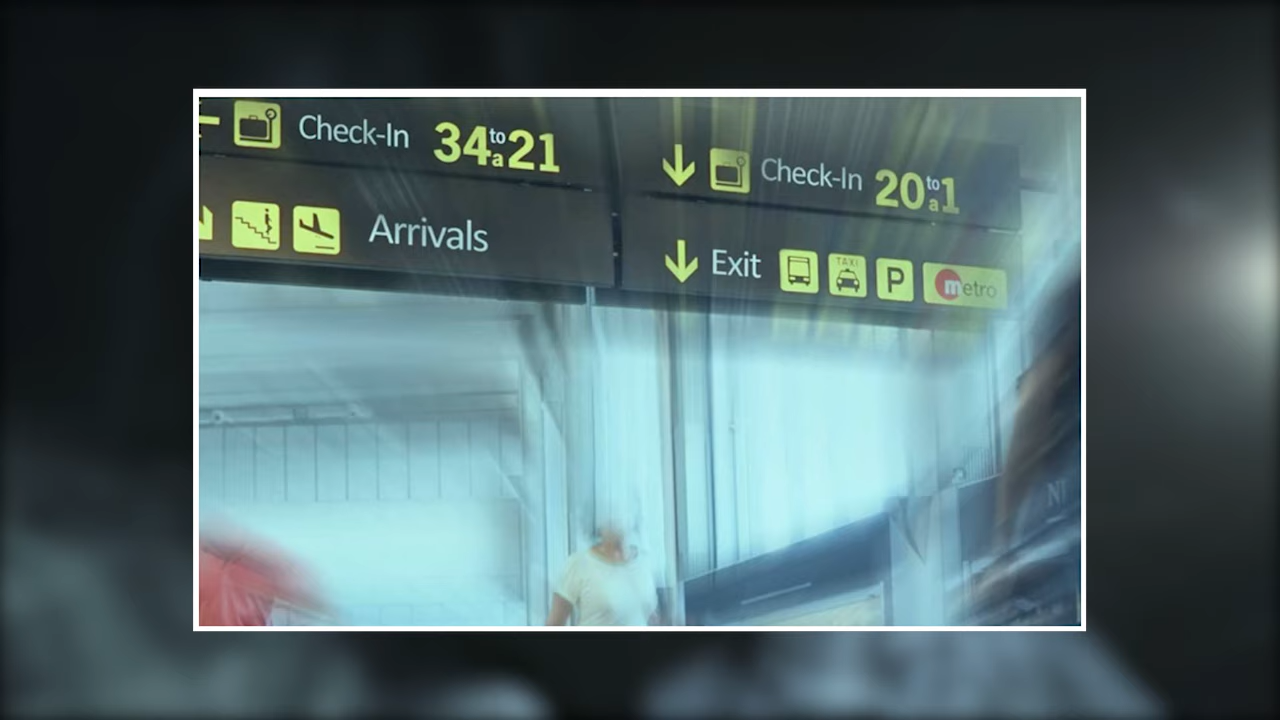 Check-In 34 to a 21
Arrivals
Check-In 20 to a 1
Exit TAXI P metro